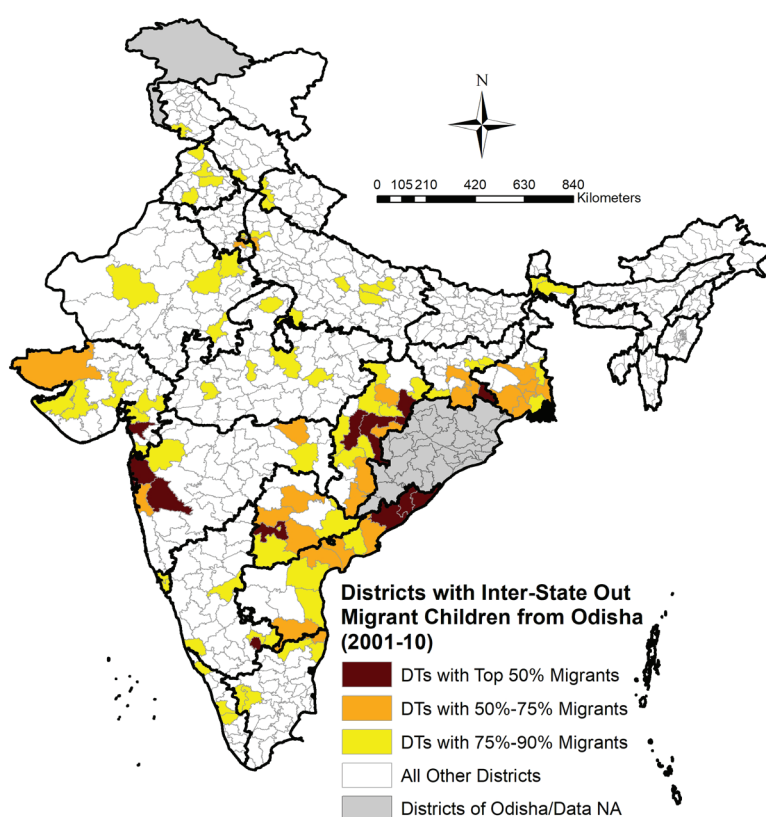 N
0 105 210 420 630 840
Kilometers
Districts with Inter-State Out
Migrant Children from Odisha
(2001-10)
DTs with Top 50% Migrants
DTs with 50%-75% Migrants
DTs with 75%-90% Migrants
All Other Districts
Districts of Odisha/Data NA